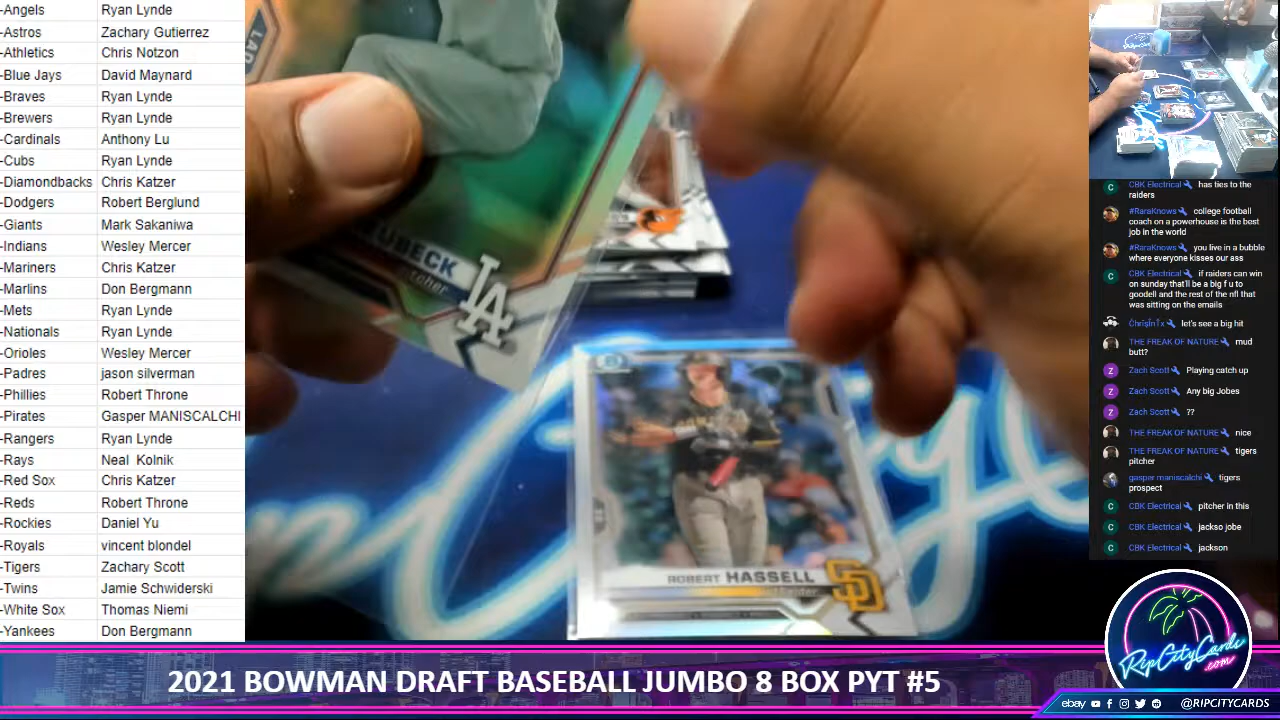 -Angels Ryan Lynde
-Astros Zachary Gutierrez
-Athletics Chris Notzon
-Blue Jays David Maynard
-Braves Ryan Lynde
-Brewers Ryan Lynde
-Cardinals Anthony Lu
-Cubs Ryan Lynde
-Diamondbacks Chris Katzer
-Dodgers Robert Berglund
-Giants Mark Sakaniwa
-Indians Wesley Mercer
-Mariners Chris Katzer
-Marlins Don Bergmann
-Mets Ryan Lynde
-Nationals Ryan Lynde
-Orioles Wesley Mercer
-Padres jason silverman
-Phillies Robert Throne
-Pirates Gasper MANISCALCHI
-Rangers Ryan Lynde
-Rays Neal Kolnik
-Red Sox Chris Katzer
-Reds Robert Throne
-Rockies Daniel Yu
-Royals vincent blondel
-Tigers Zachary Scott
-Twins Jamie Schwiderski
-White Sox Thomas Niemi
-Yankees Don Bergmann
LA
ROBERT HASSELL
SD
C CBK Electrical has ties to the
raiders
#RaraKnows college football
coach on a powerhouse is the best
job in the world
#RaraKnows you live in a bubble
where everyone kisses our ass
C CBK Electrical if raiders can win
on sunday that'll be a big f u to
goodell and the rest of the nfl that
was sitting on the emails
let's see a big hit
THE FREAK OF NATURE mud
butt?
Z Zach Scott Playing catch up
Z Zach Scott Any big Jobes
Z Zach Scott ??
THE FREAK OF NATURE nice
THE FREAK OF NATURE tigers
pitcher
gasper maniscalchi tigers
prospect
C CBK Electrical pitcher in this
C CBK Electrical jackso jobe
C CBK Electrical jackson
RipCityCards
.com
2021 BOWMAN DRAFT BASEBALL JUMBO 8 BOX PYT #5
ebay @RIPCITYCARDS